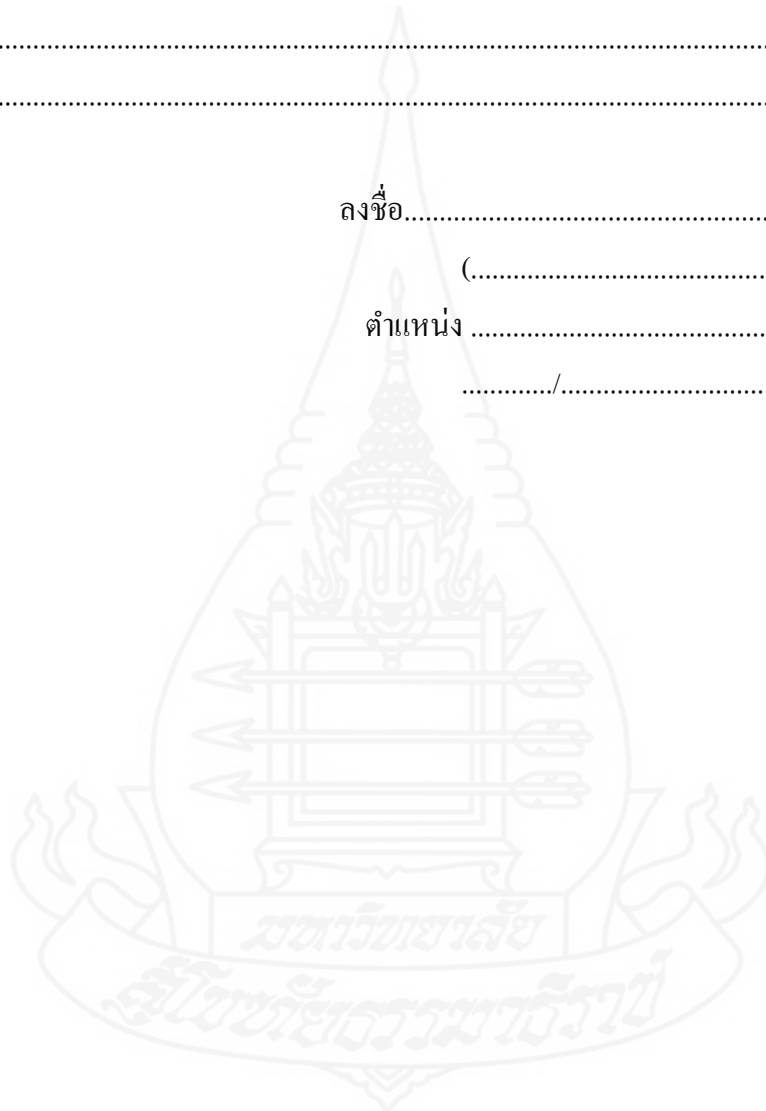 ................................................................................................................
................................................................................................................
ลงชื่อ...................................................
(..........................................
ตำแหน่ง ..........................................
............./.............................
มหาวิทยาลัย
สุโขทัยธรรมาธิราช